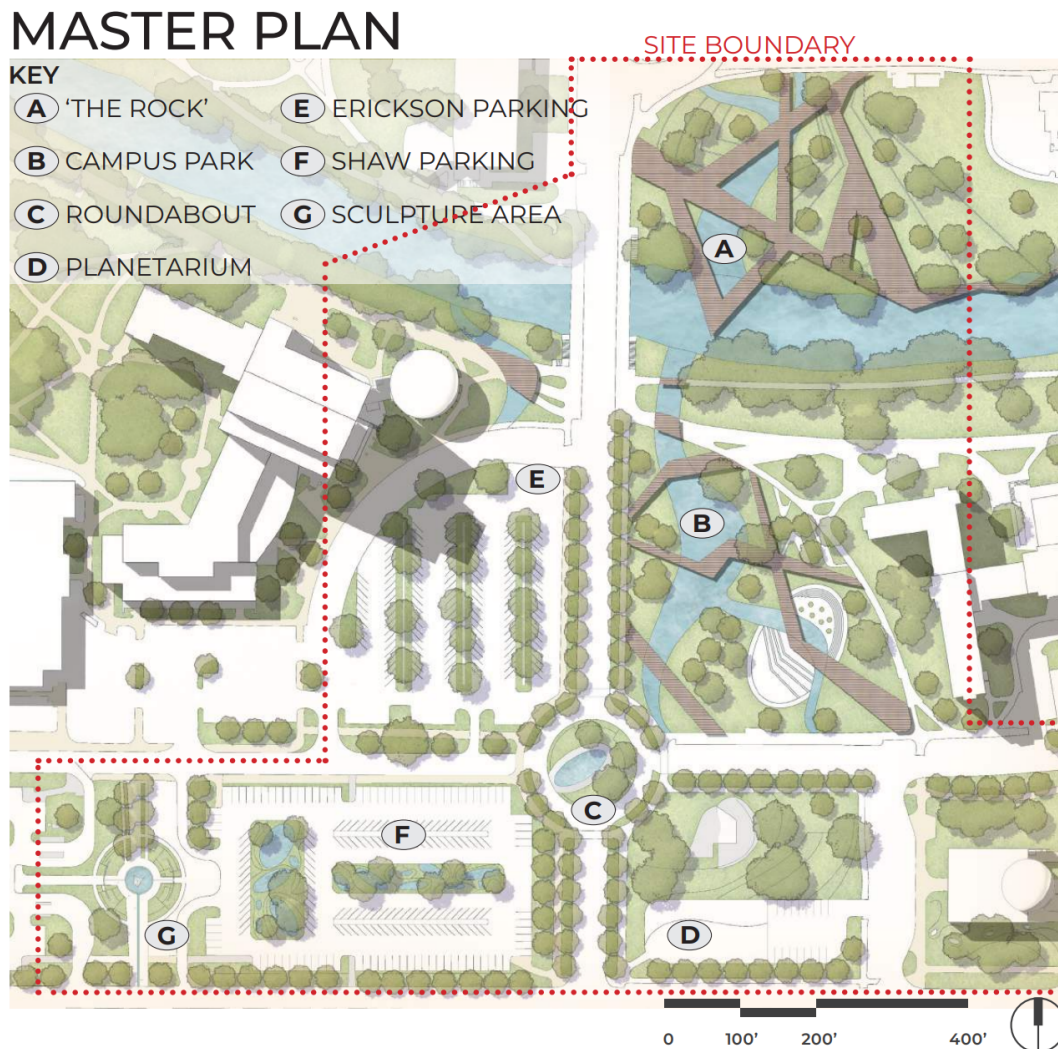 MASTER PLAN
SITE BOUNDARY
KEY
A 'THE ROCK'
B CAMPUS PARK
C ROUNDABOUT
D PLANETARIUM
E ERICKSON PARKING
F SHAW PARKING
G SCULPTURE AREA
A
E
B
C
F
G
D
0 100' 200' 400'